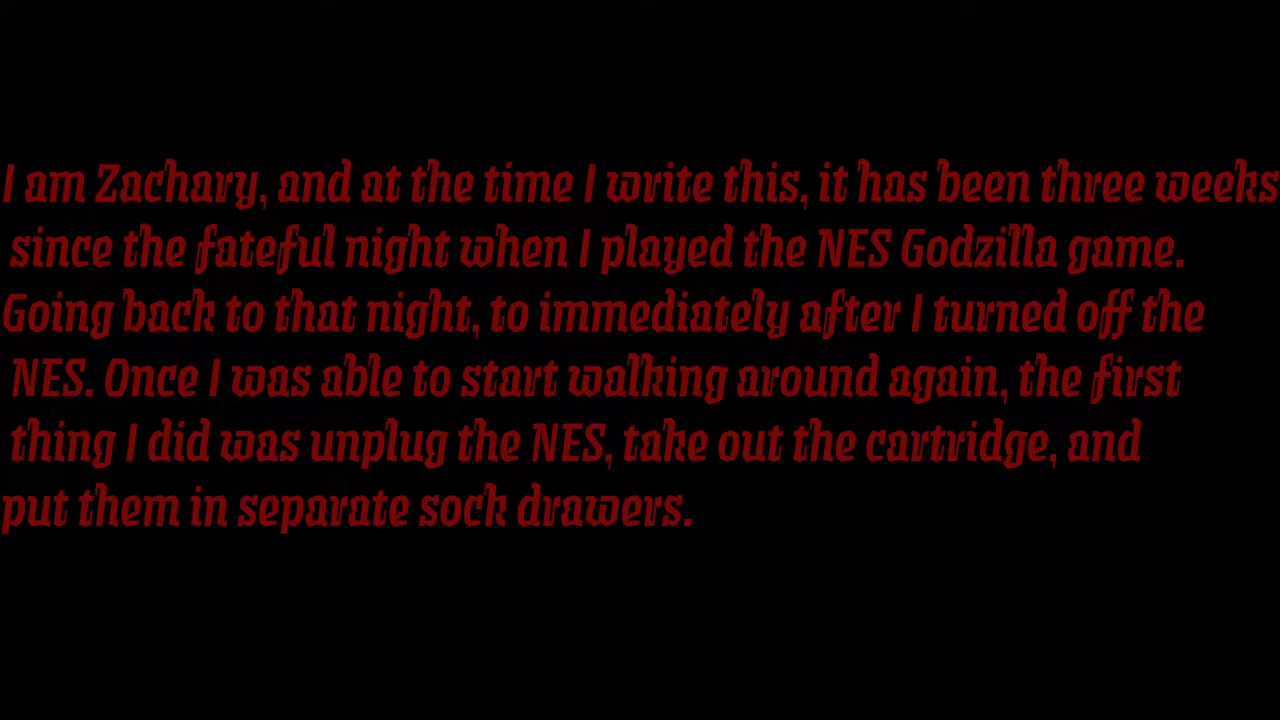 I am Zachary, and at the time I write this, it has been three weeks
since the fateful night when I played the NES Godzilla game.
Going back to that night, to immediately after I turned off the
NES. Once I was able to start walking around again, the first
thing I did was unplug the NES, take out the cartridge, and
put them in separate sock drawers.